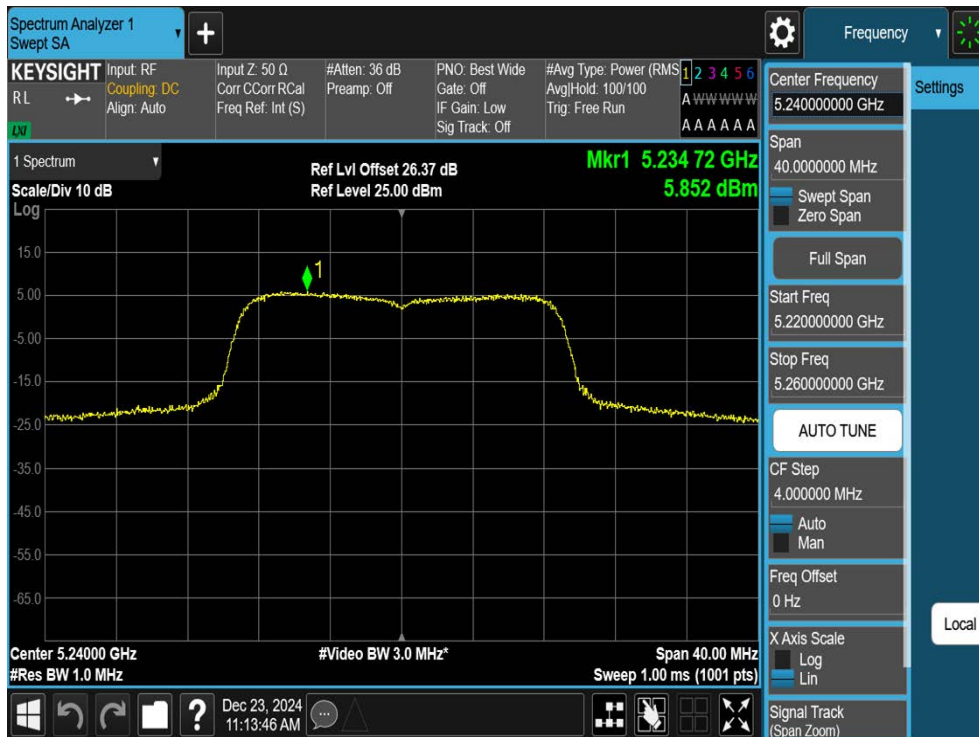 Spectrum Analyzer 1
Swept SA
+
Frequency
KEYSIGHT
RL
LXI
Input: RF
Coupling: DC
Align: Auto
Input Z: 50 Ω
Corr CCorr RCal
Freq Ref: Int (S)
#Atten: 36 dB
Preamp: Off
PNO: Best Wide
Gate: Off
IF Gain: Low
Sig Track: Off
#Avg Type: Power (RMS
Avg|Hold: 100/100
Trig: Free Run
1 2 3 4 5 6
A W W W W W
A A A A A A
1 Spectrum
Scale/Div 10 dB
Log
Ref Lvl Offset 26.37 dB
Ref Level 25.00 dBm
Mkr1 5.234 72 GHz
5.852 dBm
1
15.0
5.00
-5.00
-15.0
-25.0
-35.0
-45.0
-55.0
-65.0
Center 5.24000 GHz
#Res BW 1.0 MHz
#Video BW 3.0 MHz*
Span 40.00 MHz
Sweep 1.00 ms (1001 pts)
?
Dec 23, 2024
11:13:46 AM
Center Frequency
5.240000000 GHz
Span
40.0000000 MHz
Swept Span
Zero Span
Full Span
Start Freq
5.220000000 GHz
Stop Freq
5.260000000 GHz
AUTO TUNE
CF Step
4.000000 MHz
Auto
Man
Freq Offset
0 Hz
X Axis Scale
Log
Lin
Signal Track
(Span Zoom)
Settings
Local